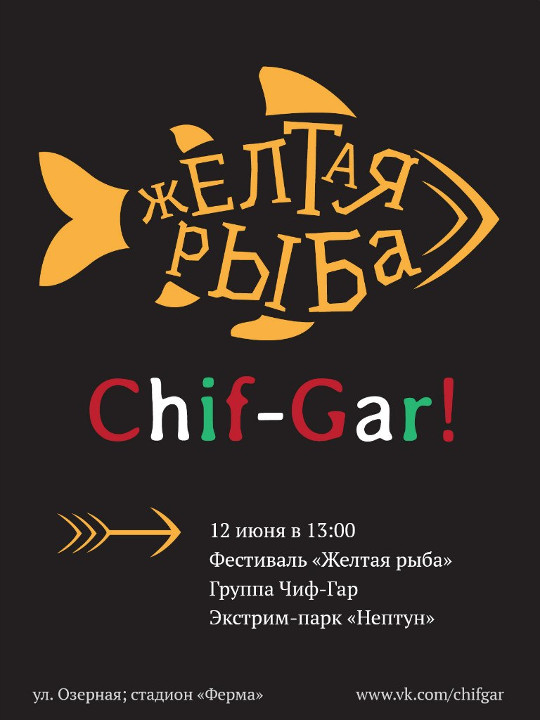 ЖЕЛТАЯ
РЫБА
Chif-Gar!
12 июня в 13:00
Фестиваль «Желтая рыба»
Группа Чиф-Гар
Экстрим-парк «Нептун»
ул. Озерная; стадион «Ферма»
www.vk.com/chifgar